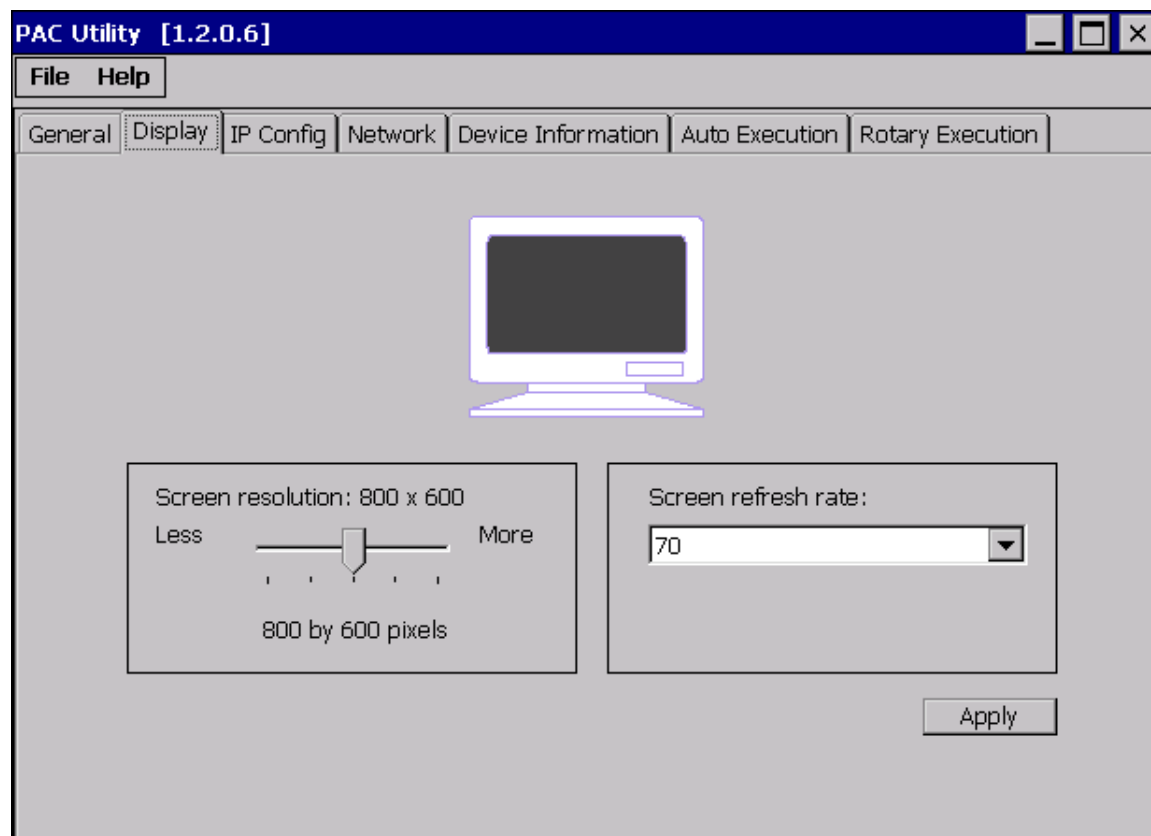 PAC Utility [1.2.0.6]
File Help
General Display IP Config Network Device Information Auto Execution Rotary Execution
Screen resolution: 800 x 600
Less More
800 by 600 pixels
Screen refresh rate:
70
Apply